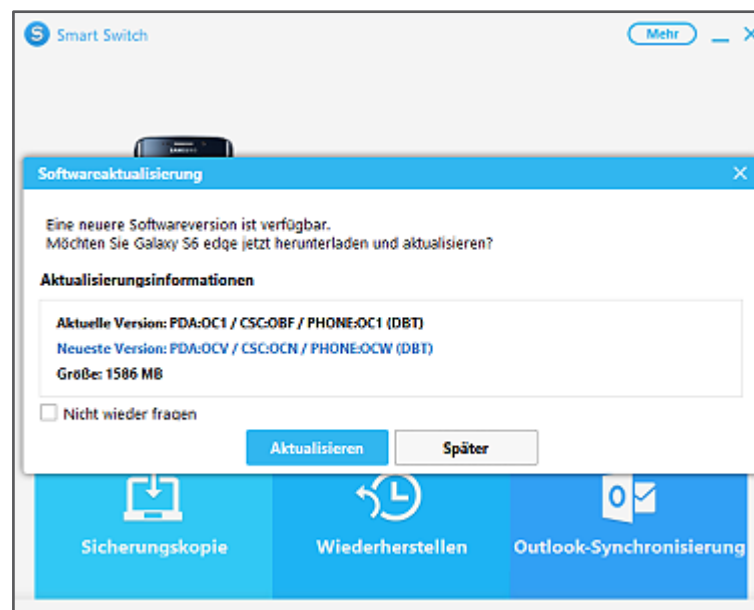 S Smart Switch
Mehr
SAMSUNG
Softwareaktualisierung
Eine neuere Softwareversion ist verfügbar.
Möchten Sie Galaxy S6 edge jetzt herunterladen und aktualisieren?
Aktualisierungsinformationen
Aktuelle Version: PDA:OC1 / CSC:OBF / PHONE:OC1 (DBT)
Neueste Version: PDA:OCV / CSC:OCN / PHONE:OCW (DBT)
Größe: 1586 MB
Nicht wieder fragen
Aktualisieren
Später
Sicherungskopie
Wiederherstellen
Outlook-Synchronisierung